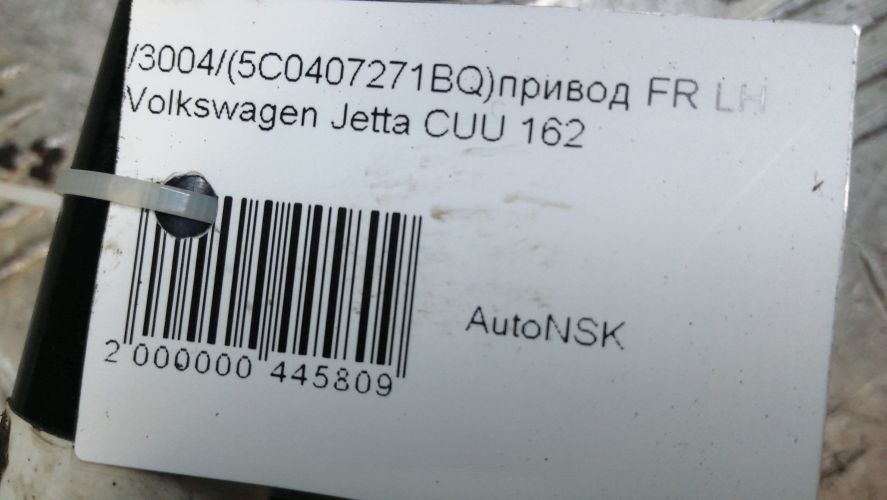 /3004/(5C0407271BQ)привод FR LH
Volkswagen Jetta CUU 162
AutoNSK
2 000000 445809